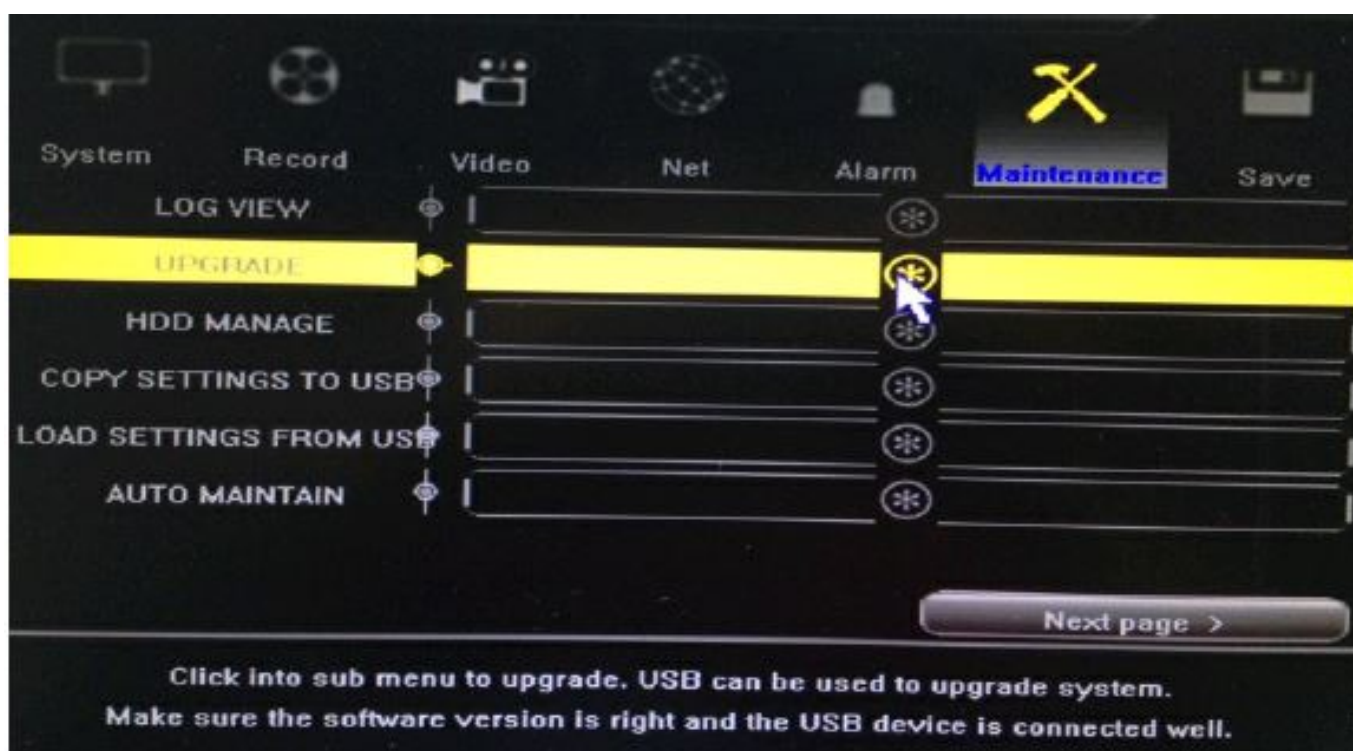 System Record Video Net Alarm Maintenance Save
LOG VIEW
UPGRADE
HDD MANAGE
COPY SETTINGS TO USB
LOAD SETTINGS FROM USB
AUTO MAINTAIN
Next page >
Click into sub menu to upgrade. USB can be used to upgrade system.
Make sure the software version is right and the USB device is connected well.